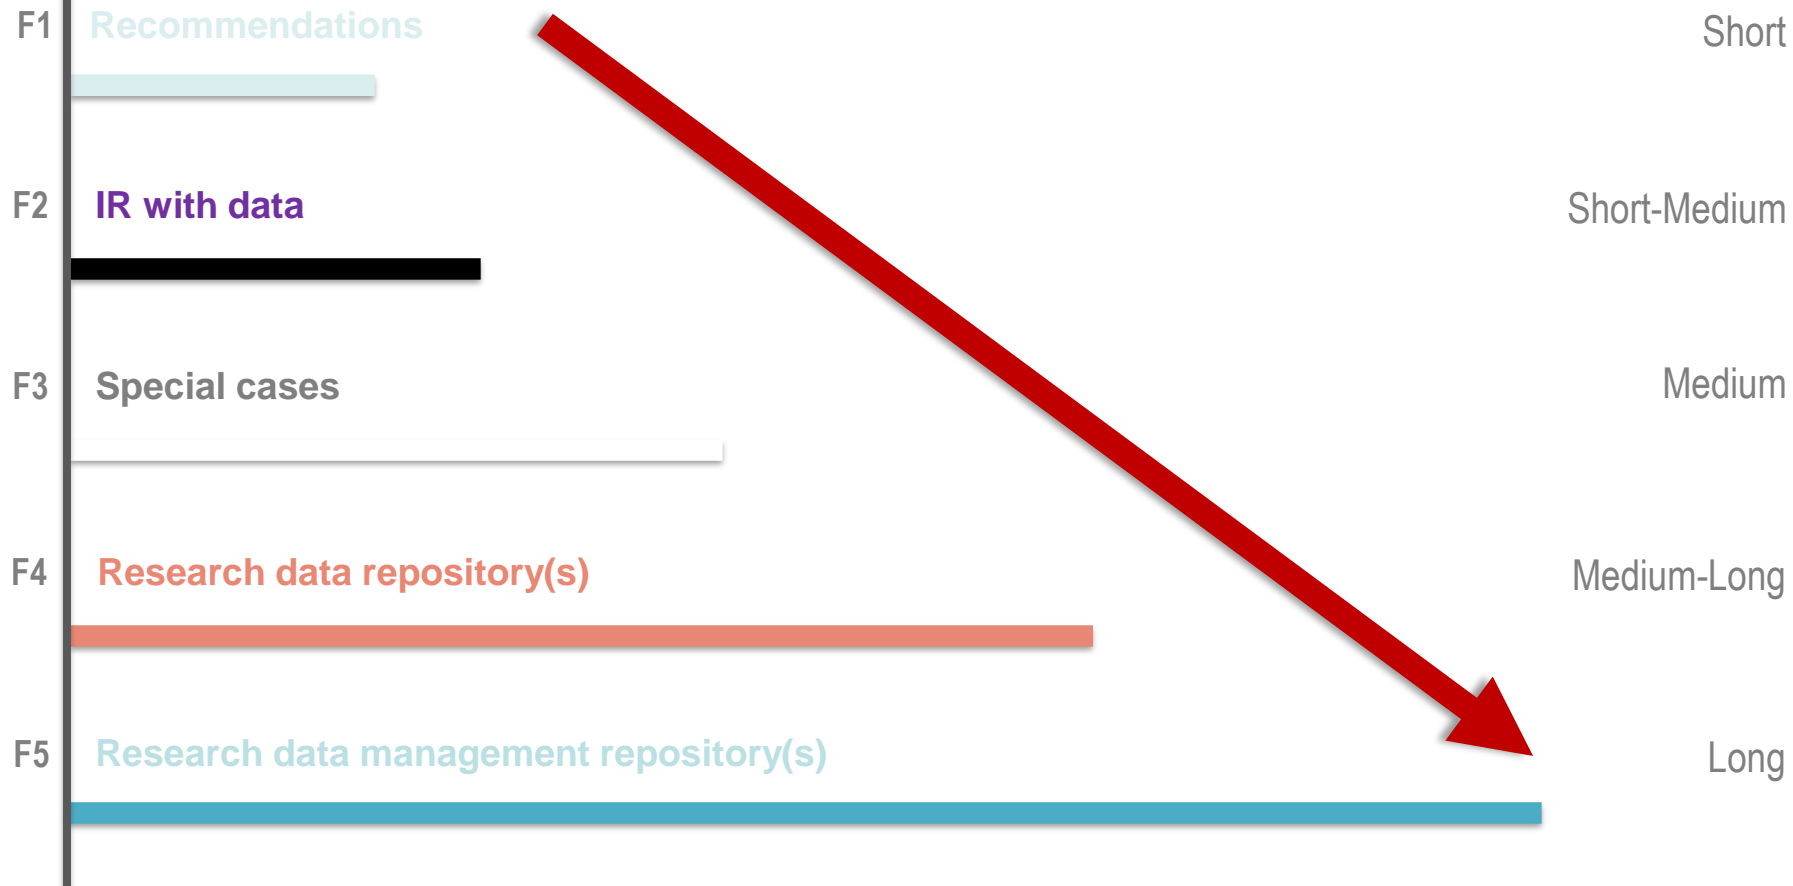 F1 Recommendations Short
F2 IR with data Short-Medium
F3 Special cases Medium
F4 Research data repository(s) Medium-Long
F5 Research data management repository(s) Long